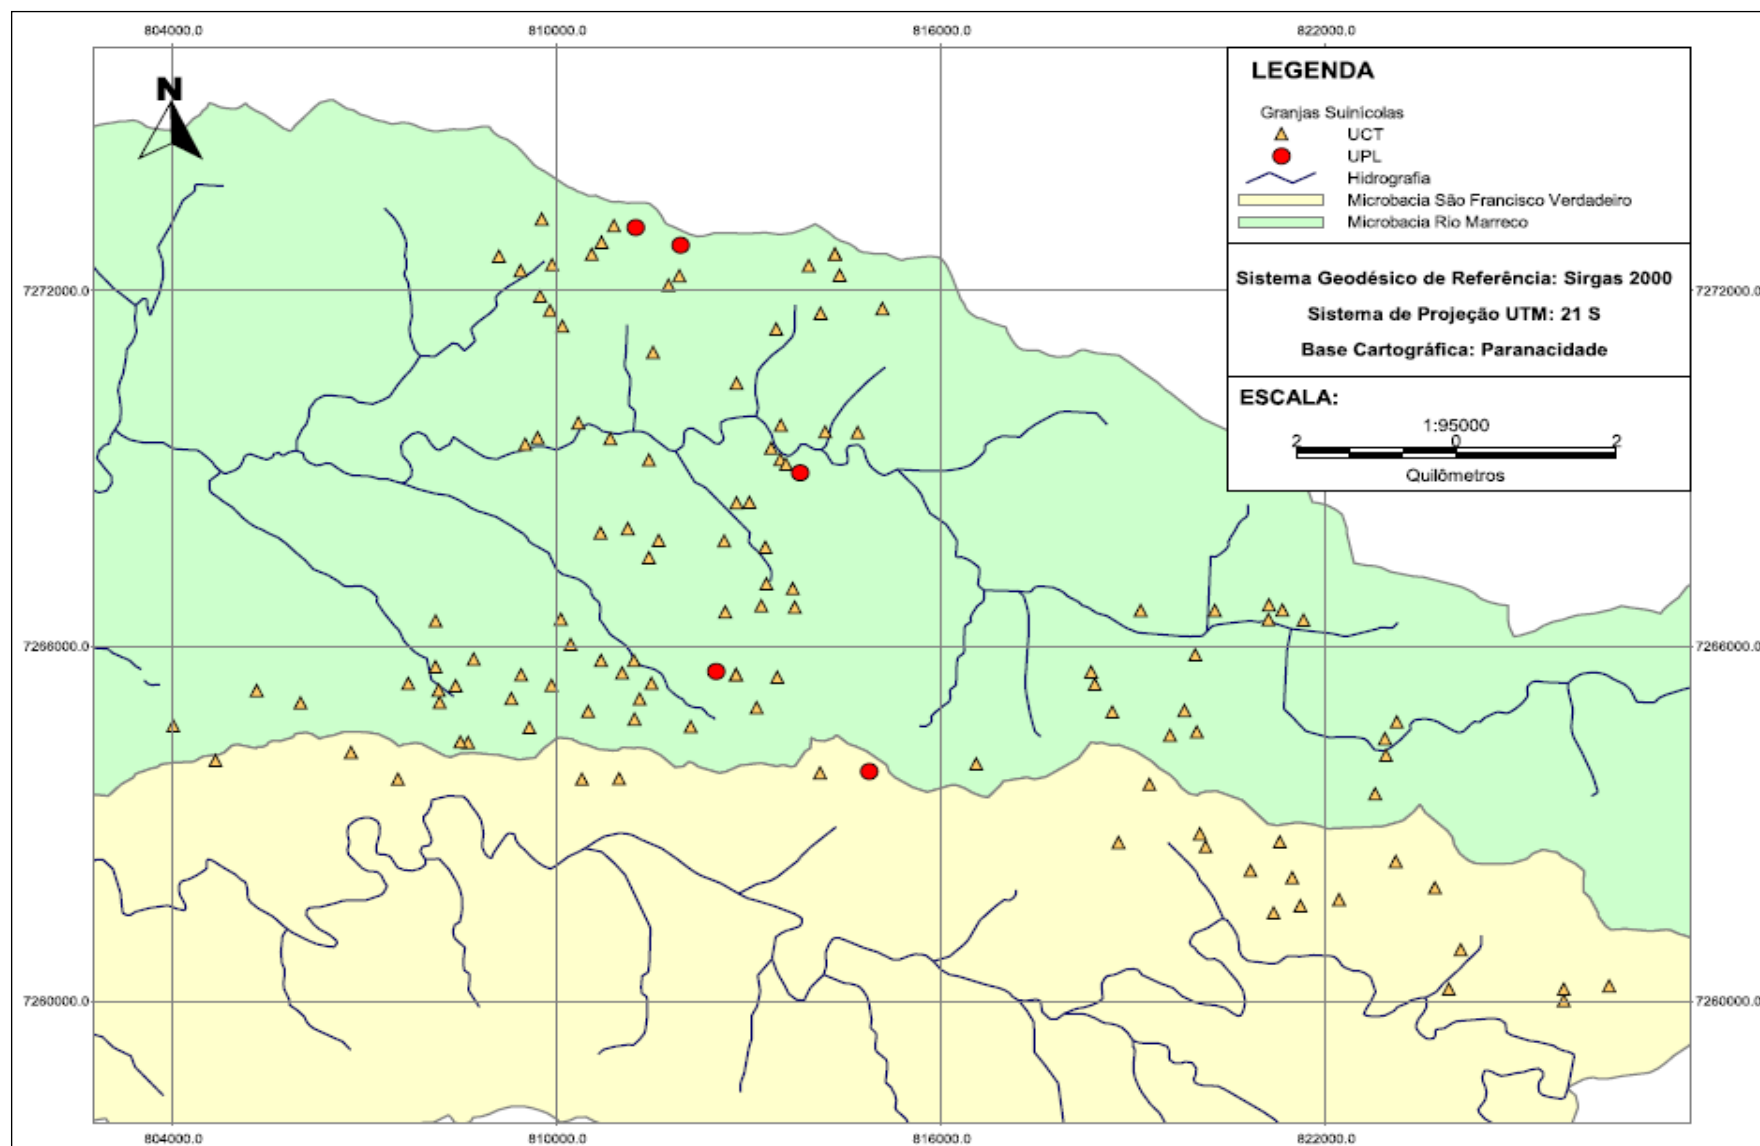 804000.0 810000.0 816000.0 822000.0
N
LEGENDA
Granjas Suinícolas
UCT
UPL
Hidrografia
Microbacia São Francisco Verdadeiro
Microbacia Rio Marreco
7272000.0 7272000.0
Sistema Geodésico de Referência: Sirgas 2000
Sistema de Projeção UTM: 21 S
Base Cartográfica: Paranacidade
ESCALA:
1:95000
2 0 2
Quilômetros
7266000.0 7266000.0
7260000.0 7260000.0
804000.0 810000.0 816000.0 822000.0